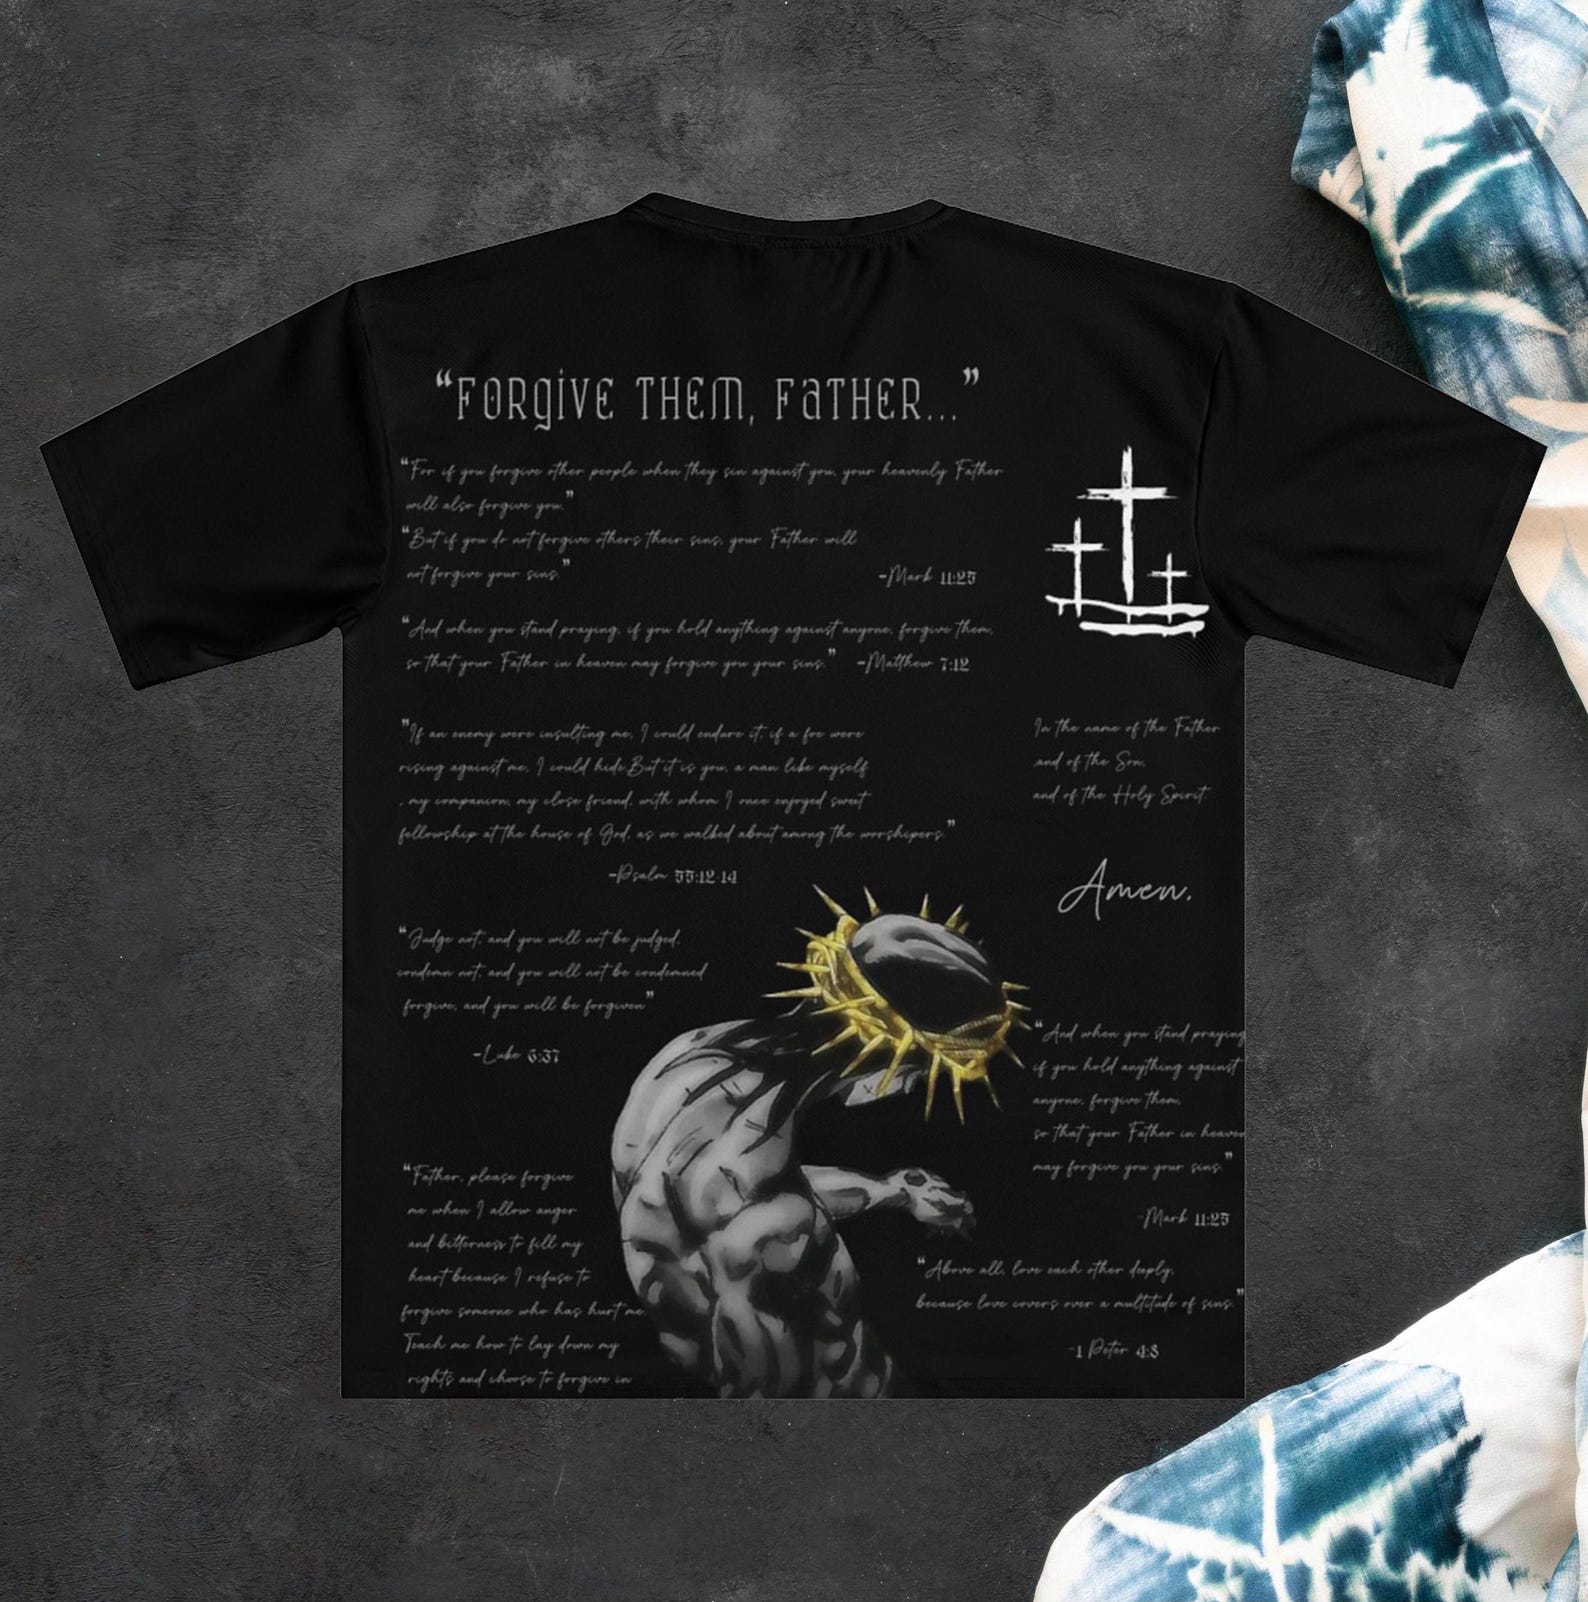 “FORgiVE THEM, FaTHER...”
“For if you forgive other people when they sin against you, your heavenly Father
will also forgive you.”
“But if you do not forgive others their sins, your Father will
not forgive your sins.”
-Mark 11:25
“And when you stand praying, if you hold anything against anyone, forgive them,
so that your Father in heaven may forgive you your sins.” -Matthew 7:12
"If an enemy were insulting me, I could endure it; if a foe were
rising against me, I could hide.But it is you, a man like myself
, my companion, my close friend, with whom I once enjoyed sweet
fellowship at the house of God, as we walked about among the worshipers.”
-Psalm 55:12-14
“Judge not, and you will not be judged,
condemn not, and you will not be condemned
forgive, and you will be forgiven”
-Luke 6:37
“Father, please forgive
me when I allow anger
and bitterness to fill my
heart because I refuse to
forgive someone who has hurt me.
Teach me how to lay down my
rights and choose to forgive in
In the name of the Father
and of the Son,
and of the Holy Spirit.
Amen.
“And when you stand praying
if you hold anything against
anyone, forgive them,
so that your Father in heaven
may forgive you your sins.”
-Mark 11:25
“Above all, love each other deeply,
because love covers over a multitude of sins.”
-1 Peter 4:8